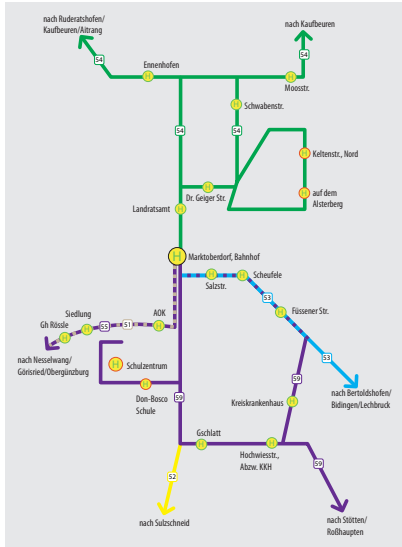 nach Ruderatshofen/
Kaufbeuren/Aitrang
nach Kaufbeuren
54
54
Ennenhofen
H
H
Moosstr.
H
Schwabenstr.
54
54
H
Keltenstr., Nord
H
Dr. Geiger Str.
H
auf dem
Alsterberg
Landratsamt
H
H
Marktoberdorf, Bahnhof
H
Salzstr.
H
Scheufele
53
Siedlung
AOK
H
Füssener Str.
Gh Rössle
H
H
55
51
H
53
nach Nesselwang/
Görisried/Obergünzburg
H
Schulzentrum
59
H
Don-Bosco
Schule
59
Kreiskrankenhaus
H
nach Bertoldshofen/
Bidingen/Lechbruck
Gschlatt
H
H
Hochwiesstr.,
Abzw. KKH
59
52
nach Sulzschneid
nach Stötten/
Roßhaupten